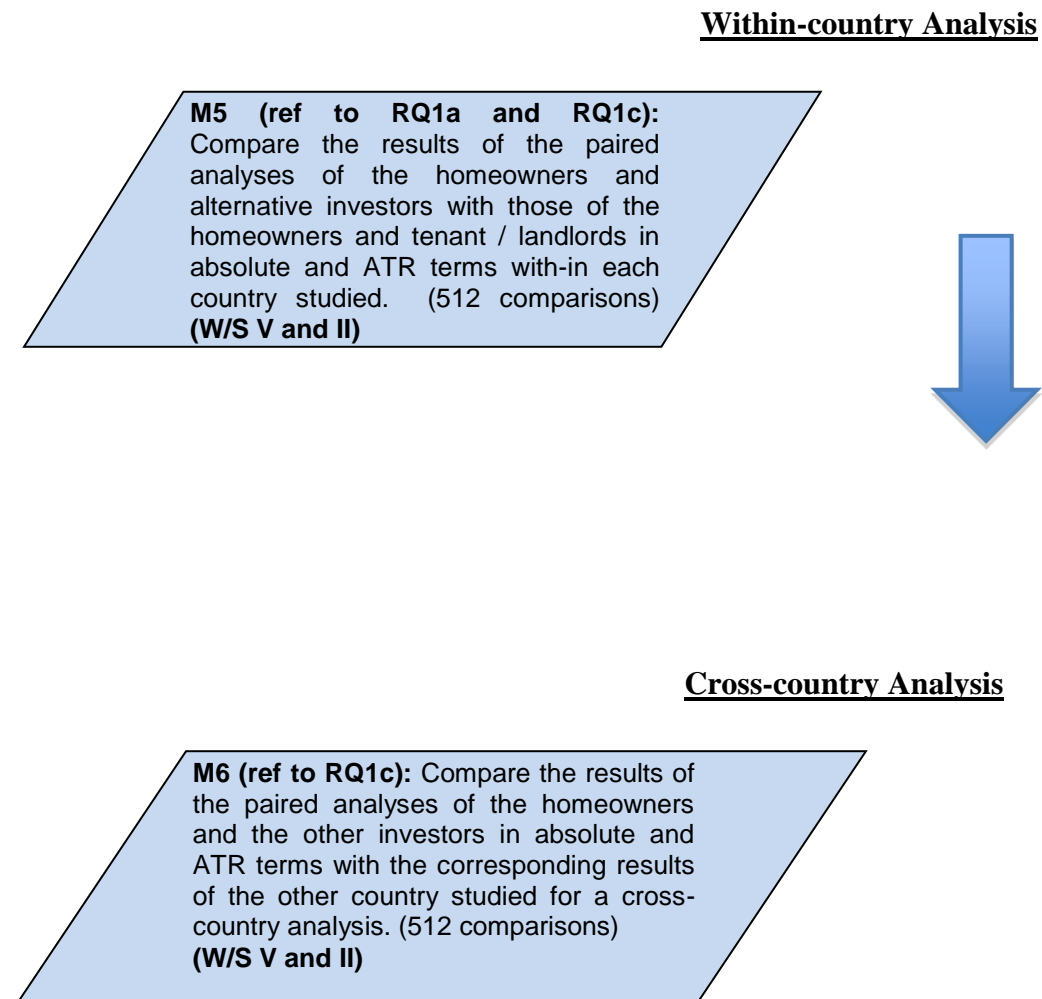 Within-country Analysis
M5 (ref to RQ1a and RQ1c):
Compare the results of the paired
analyses of the homeowners and
alternative investors with those of the
homeowners and tenant / landlords in
absolute and ATR terms with-in each
country studied. (512 comparisons)
(W/S V and II)
Cross-country Analysis
M6 (ref to RQ1c): Compare the results of
the paired analyses of the homeowners
and the other investors in absolute and
ATR terms with the corresponding results
of the other country studied for a cross-
country analysis. (512 comparisons)
(W/S V and II)